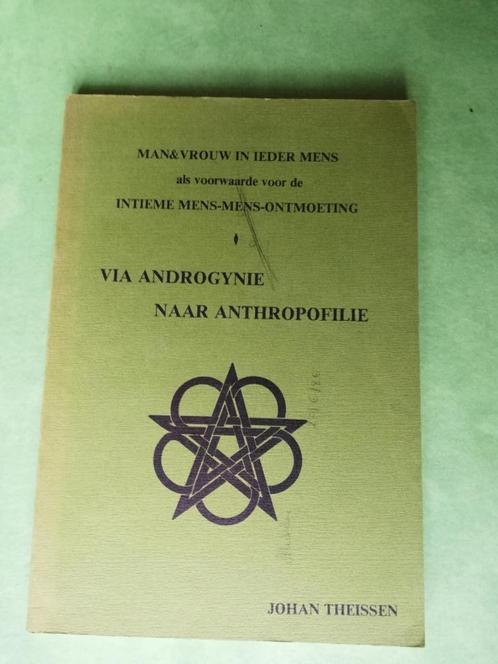 MAN&VROUW IN IEDER MENS
als voorwaarde voor de
INTIEME MENS-MENS-ONTMOETING
VIA ANDROGYNIE
NAAR ANTHROPOFILIE
JOHAN THEISSEN